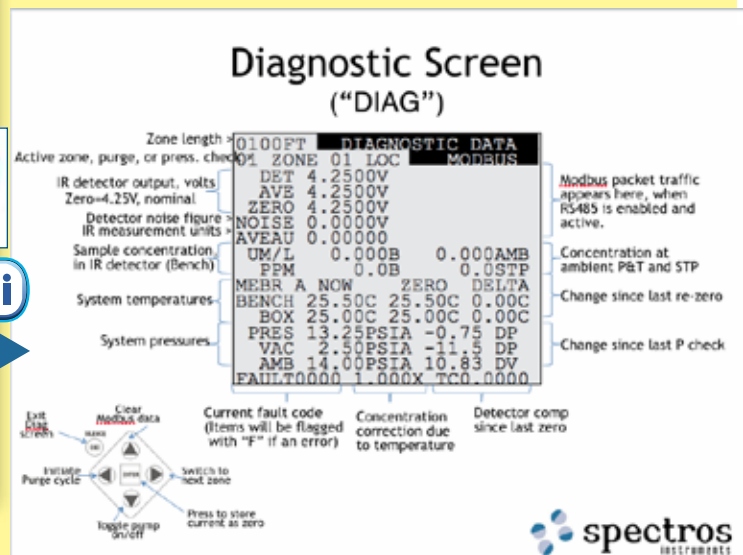 Diagnostic Screen
("DIAG")
Zone length >
Active zone, purge, or press. check
IR detector output, volts
Zero=4.25V, nominal
Detector noise figure >
IR measurement units >
Sample concentration
in IR detector (Bench)
System temperatures
System pressures
0100FT DIAGNOSTIC DATA
01 ZONE 01 LOC MODBUS
DET 4.2500V
AVE 4.2500V
ZERO 4.2500V
NOISE 0.0000V
AVEAU 0.00000
UM/L 0.000B 0.000AMB
PPM 0.0B 0.0STP
MEBR A NOW ZERO DELTA
BENCH 25.50C 25.50C 0.00C
BOX 25.00C 25.00C 0.00C
PRES 13.25PSIA -0.75 DP
VAC 2.50PSIA -11.5 DP
AMB 14.00PSIA 10.83 DV
FAULT0000 1.000X TC0.0000
Modbus packet traffic
appears here, when
RS485 is enabled and
active.
Concentration at
ambient P&T and STP
Change since last re-zero
Change since last P check
Current fault code
(Items will be flagged
with "F" if an error)
Concentration
correction due
to temperature
Detector comp
since last zero
Exit
Diag
screen
Clear
Modbus data
Initiate
Purge cycle
Switch to
next zone
Toggle pump
on/off
Press to store
current as zero
ENTER
i
spectros
instruments